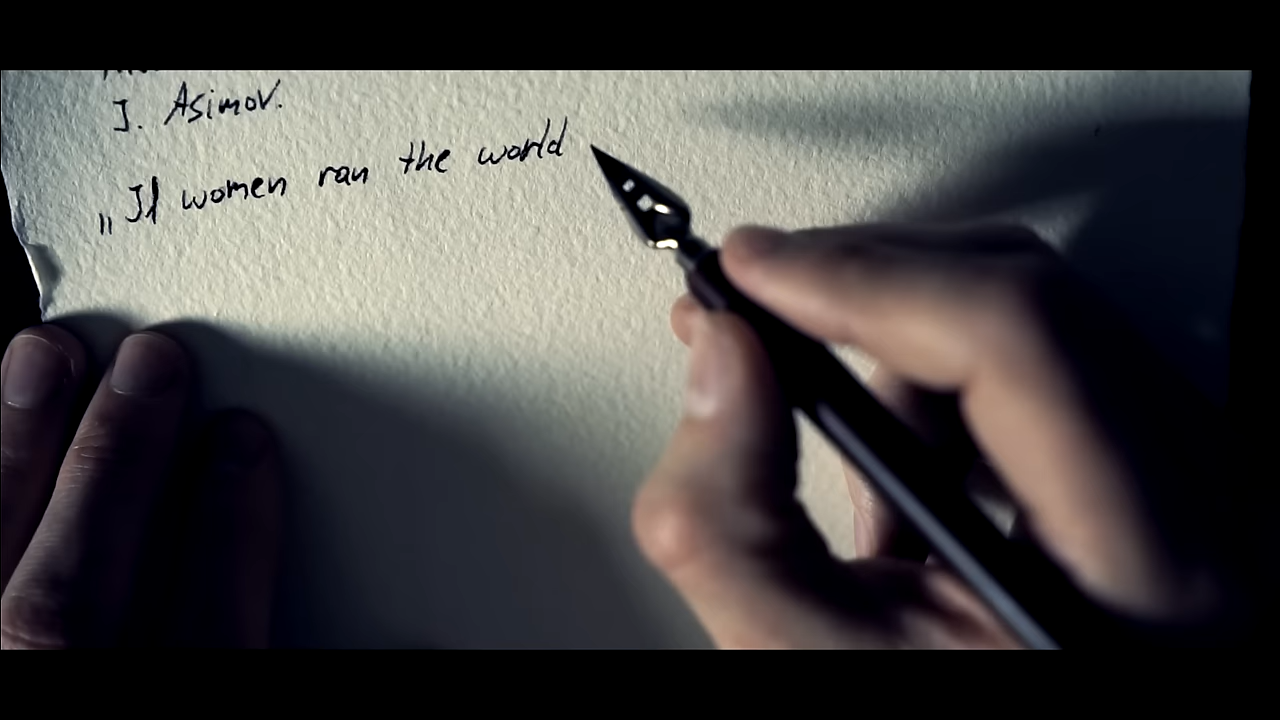 J. Asimov.
„If women ran the world